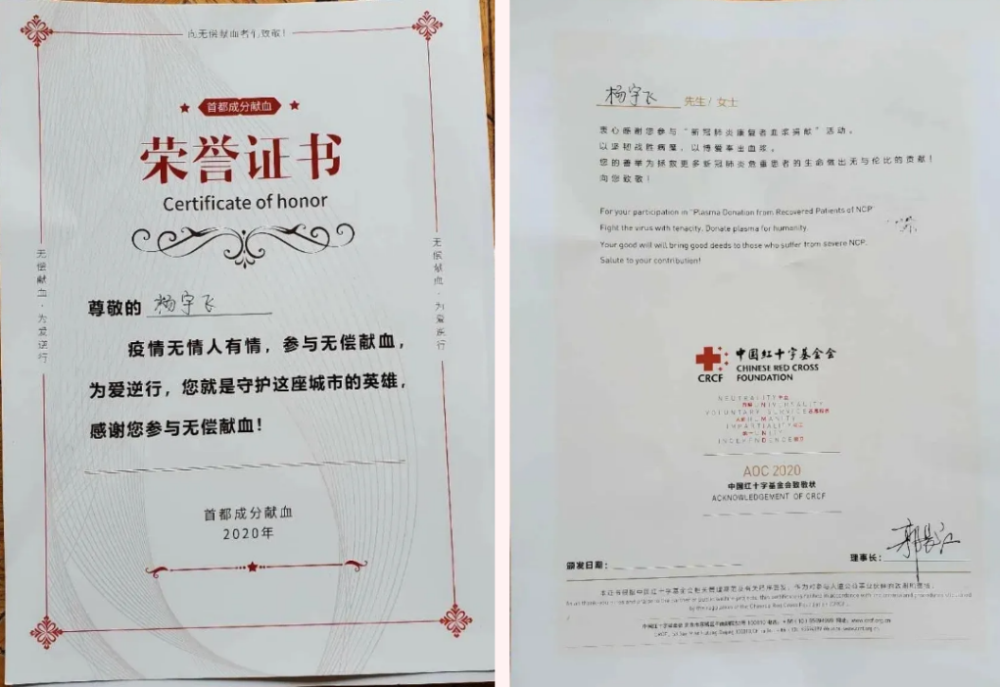 向无偿献血者们致敬！
首都成分献血
荣誉证书
Certificate of honor
无偿献血·为爱逆行
无偿献血·为爱逆行
尊敬的 杨宇飞
疫情无情人有情，参与无偿献血，
为爱逆行，您就是守护这座城市的英雄，
感谢您参与无偿献血！
首都成分献血
2020年
杨宇飞 先生/女士
衷心感谢您参与“新冠肺炎康复者血浆捐献”活动。
以坚韧战胜病魔，以博爱奉出血浆。
您的善举为拯救更多新冠肺炎危重患者的生命做出无与伦比的贡献！
向您致敬！
For your participation in "Plasma Donation from Recovered Patients of NCP"
Fight the virus with tenacity. Donate plasma for humanity.
Your good will will bring good deeds to those who suffer from severe NCP.
Salute to your contribution!
中国红十字基金会
CHINESE RED CROSS
CRCF FOUNDATION
AOC 2020
中国红十字基金会致敬状
ACKNOWLEDGEMENT OF CRCF
颁发日期：
理事长：郭长江